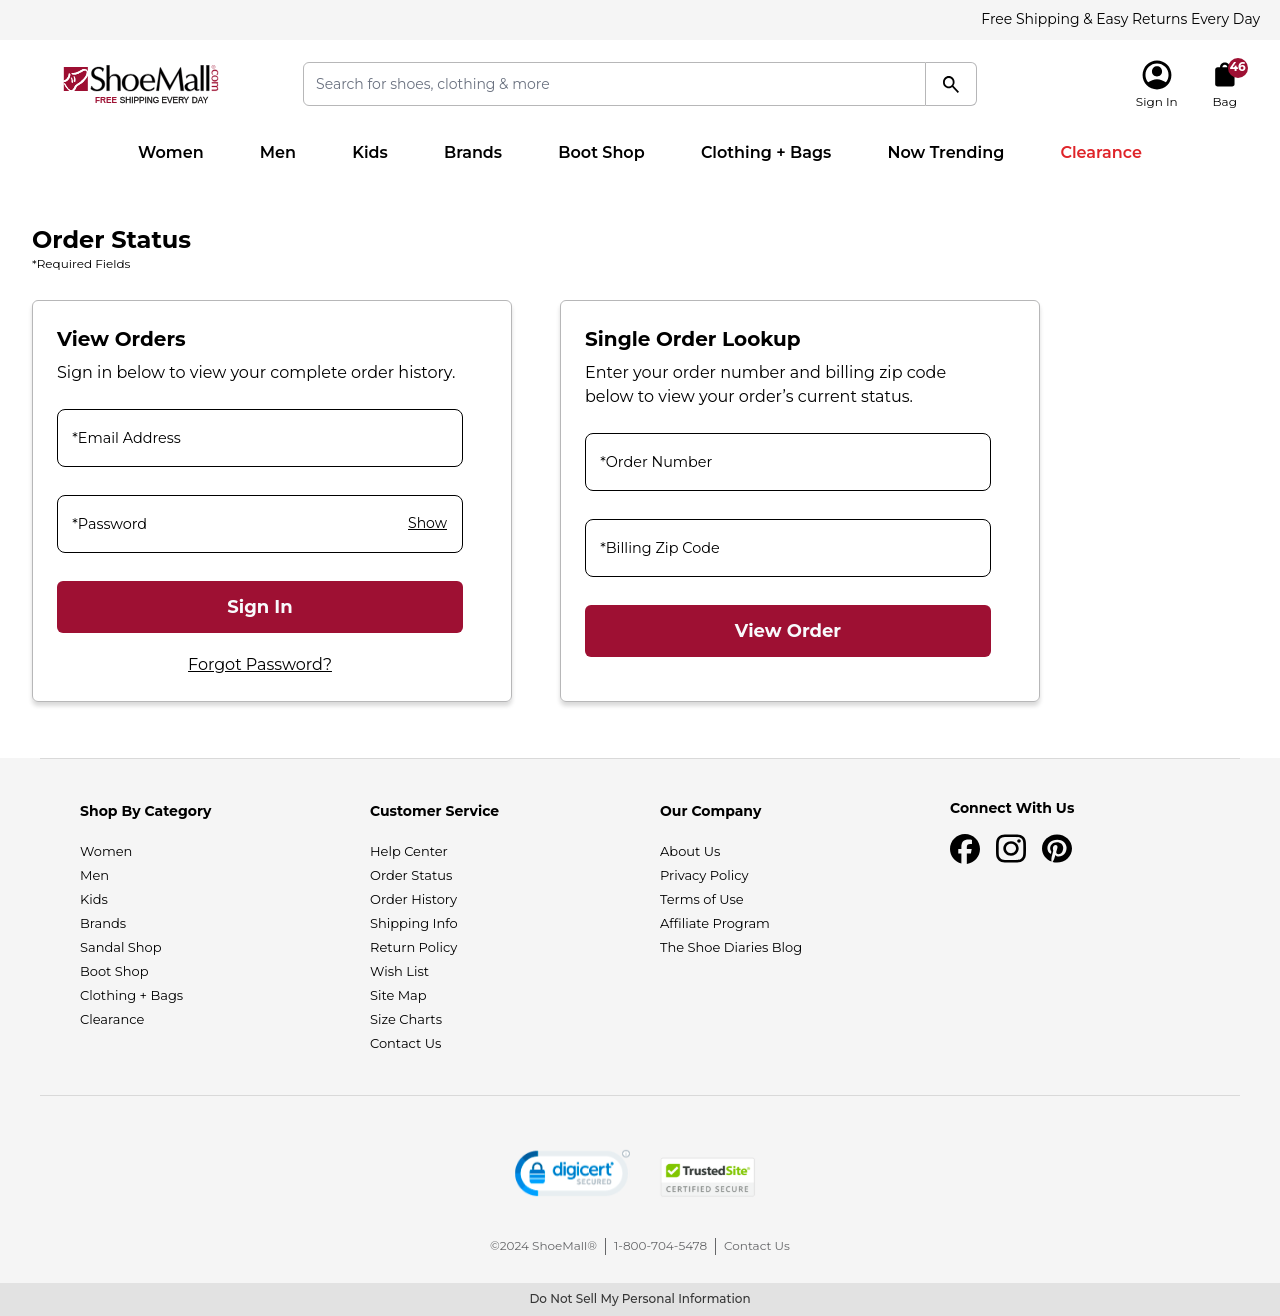 Free Shipping & Easy Returns Every Day
ShoeMall®.com
FREE SHIPPING EVERY DAY
Search for shoes, clothing & more
Sign In
46
Bag
Women Men Kids Brands Boot Shop Clothing + Bags Now Trending Clearance
Order Status
*Required Fields
View Orders
Sign in below to view your complete order history.
*Email Address
*Password Show
Sign In
Forgot Password?
Single Order Lookup
Enter your order number and billing zip code
below to view your order’s current status.
*Order Number
*Billing Zip Code
View Order
Shop By Category
Women
Men
Kids
Brands
Sandal Shop
Boot Shop
Clothing + Bags
Clearance
Customer Service
Help Center
Order Status
Order History
Shipping Info
Return Policy
Wish List
Site Map
Size Charts
Contact Us
Our Company
About Us
Privacy Policy
Terms of Use
Affiliate Program
The Shoe Diaries Blog
Connect With Us
digicert
SECURED
TrustedSite
CERTIFIED SECURE
©2024 ShoeMall® 1-800-704-5478 Contact Us
Do Not Sell My Personal Information